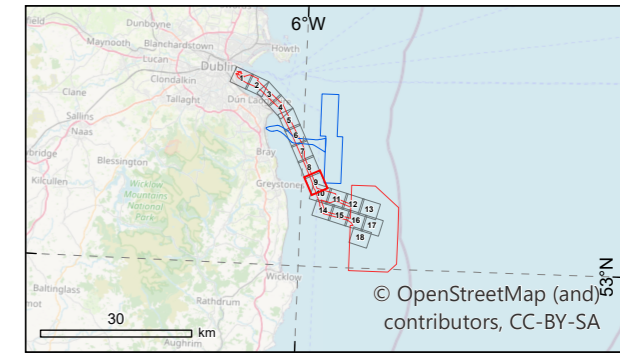 6°W
Dunboyne
Maynooth
Blanchardstown
Howth
Lucan
Dublin
Clondalkin
Clane
Tallaght
Dún Lao
Sallins
Naas
nbridge
Blessington
Bray
Kilcullen
Wicklow
Mountains
National
Park
Greystones
Wicklow
Baltinglass
Rathdrum
Aughrim
1
2
3
4
5
6
7
8
9
10
11
12
13
14
15
16
17
18
53°N
30
km
© OpenStreetMap (and)
contributors, CC-BY-SA